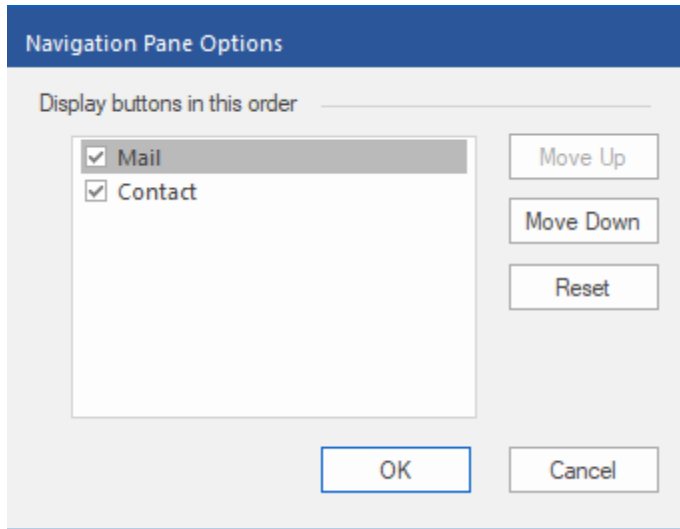 Navigation Pane Options
Display buttons in this order
Mail
Contact
Move Up
Move Down
Reset
OK
Cancel